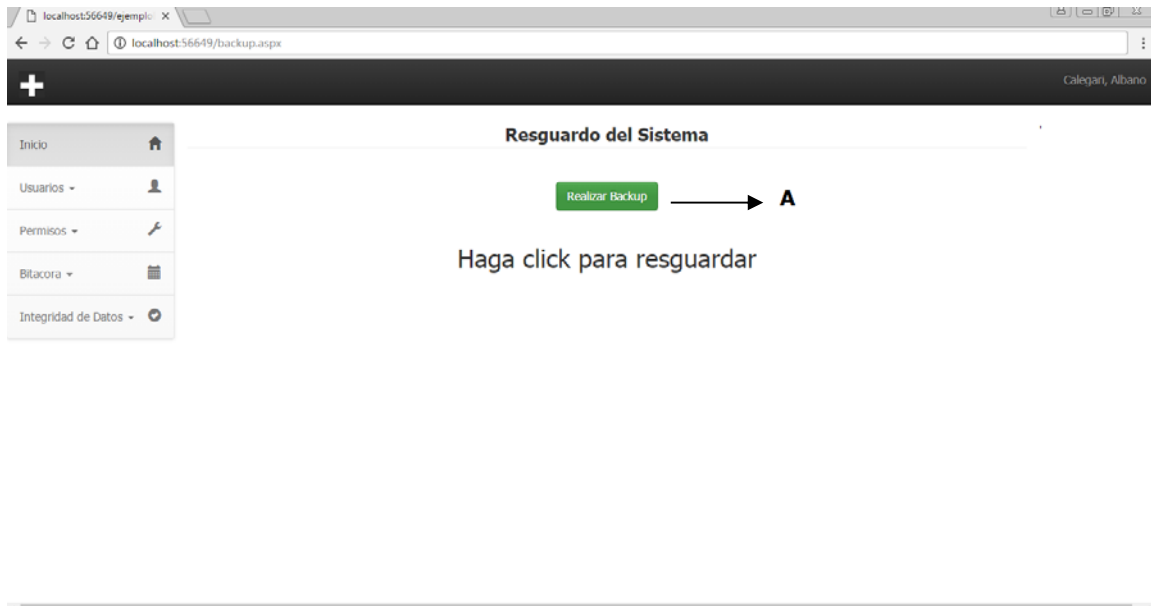 localhost:56649/ejemplo
localhost:56649/backup.aspx
Calegari, Albano
Resguardo del Sistema
Inicio
Usuarios
Realizar Backup
A
Permisos
Haga click para resguardar
Bitacora
Integridad de Datos